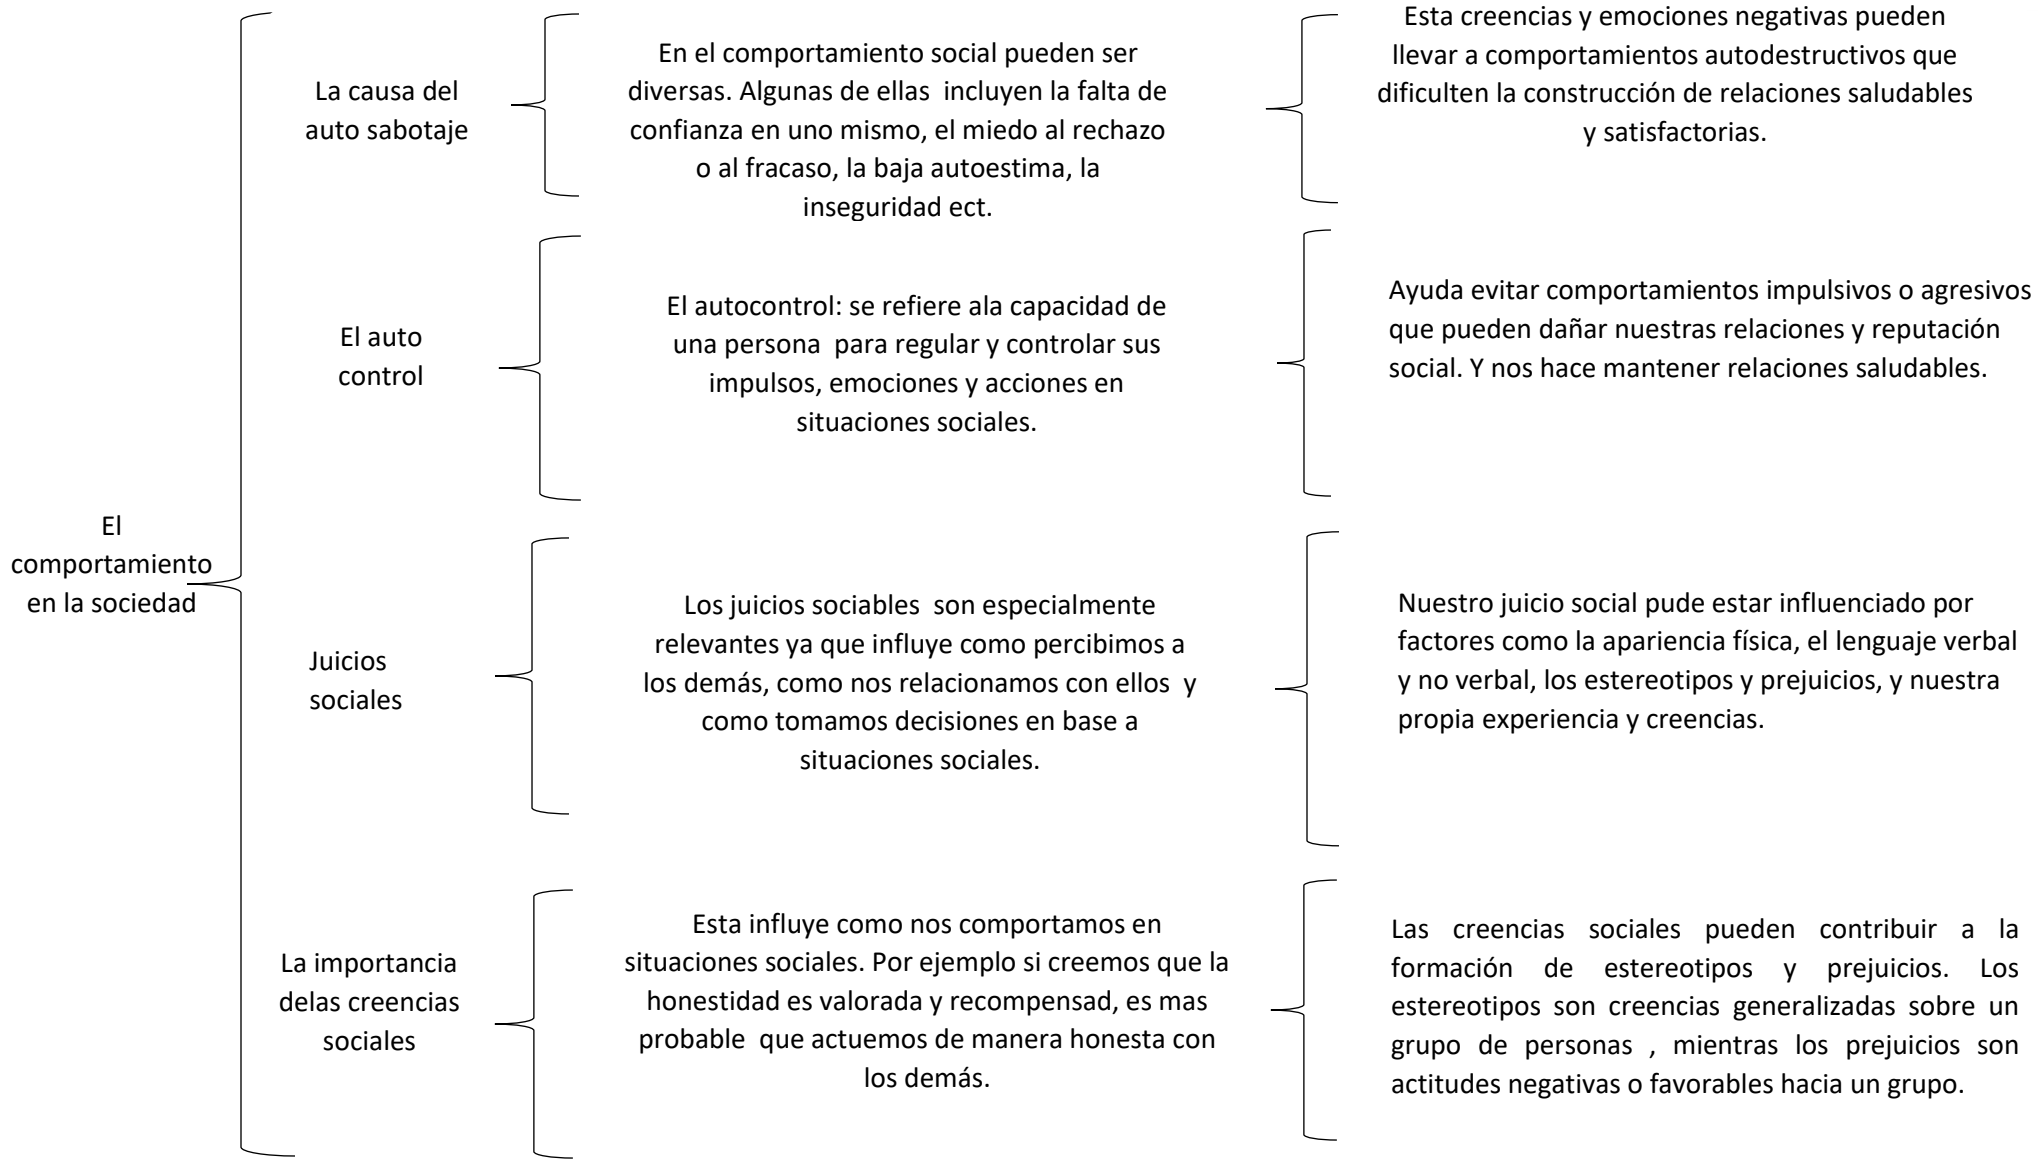 El
comportamiento
en la sociedad
La causa del
auto sabotaje
En el comportamiento social pueden ser
diversas. Algunas de ellas  incluyen la falta de
confianza en uno mismo, el miedo al rechazo
o al fracaso, la baja autoestima, la
inseguridad ect.
Esta creencias y emociones negativas pueden
llevar a comportamientos autodestructivos que
dificulten la construcción de relaciones saludables
y satisfactorias.
El auto
control
El autocontrol: se refiere ala capacidad de
una persona  para regular y controlar sus
impulsos, emociones y acciones en
situaciones sociales.
Ayuda evitar comportamientos impulsivos o agresivos
que pueden dañar nuestras relaciones y reputación
social. Y nos hace mantener relaciones saludables.
Juicios
sociales
Los juicios sociables  son especialmente
relevantes ya que influye como percibimos a
los demás, como nos relacionamos con ellos  y
como tomamos decisiones en base a
situaciones sociales.
Nuestro juicio social pude estar influenciado por
factores como la apariencia física, el lenguaje verbal
y no verbal, los estereotipos y prejuicios, y nuestra
propia experiencia y creencias.
La importancia
delas creencias
sociales
Esta influye como nos comportamos en
situaciones sociales. Por ejemplo si creemos que la
honestidad es valorada y recompensad, es mas
probable  que actuemos de manera honesta con
los demás.
Las creencias sociales pueden contribuir a la
formación de estereotipos y prejuicios. Los
estereotipos son creencias generalizadas sobre un
grupo de personas , mientras los prejuicios son
actitudes negativas o favorables hacia un grupo.